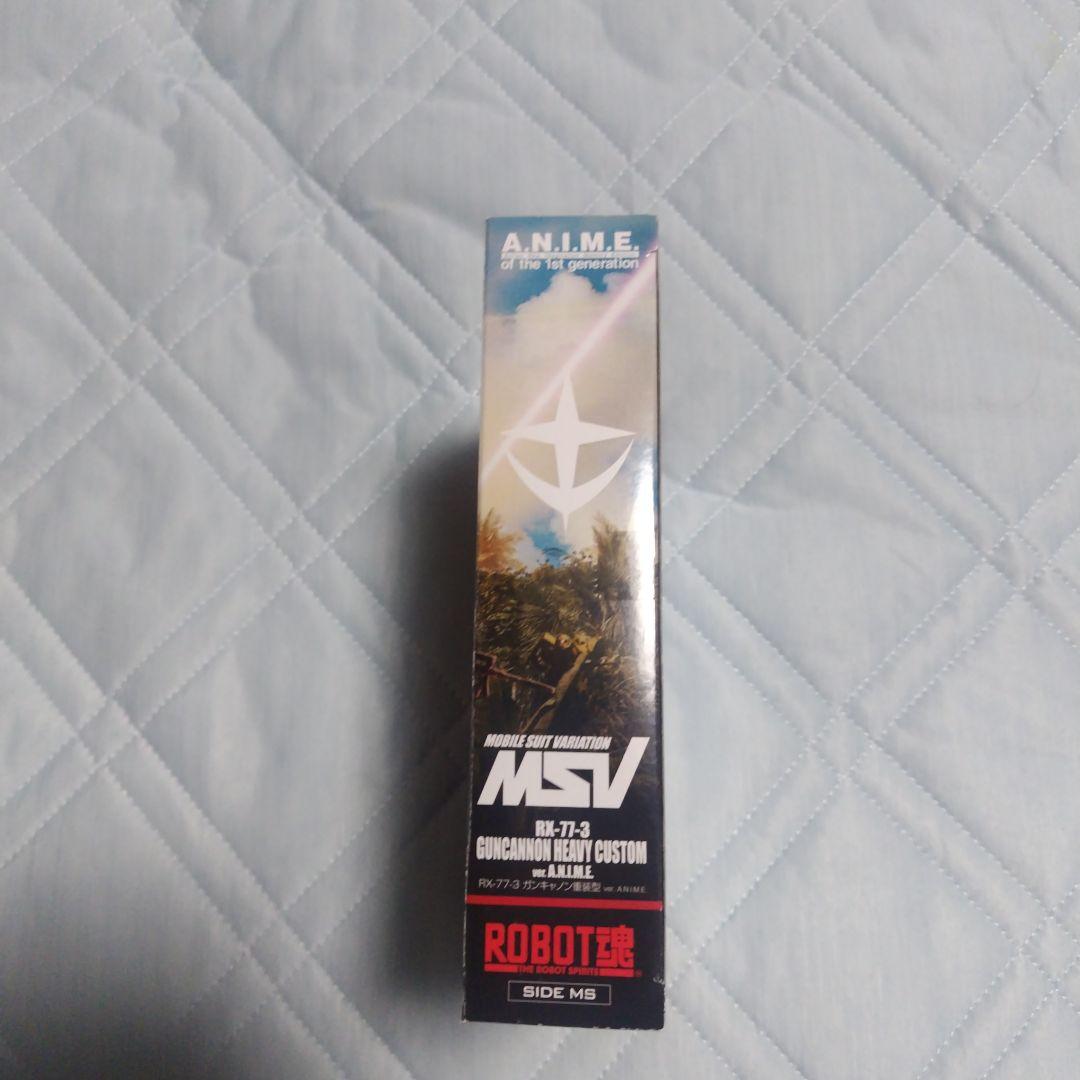 A.N.I.M.E.
of the 1st generation
MOBILE SUIT VARIATION
MSV
RX-77-3
GUNCANNON HEAVY CUSTOM
ver. A.N.I.M.E.
RX-77-3 ガンキャノン重装型 ver. A.N.I.M.E.
ROBOT魂
THE ROBOT SPIRITS
SIDE MS